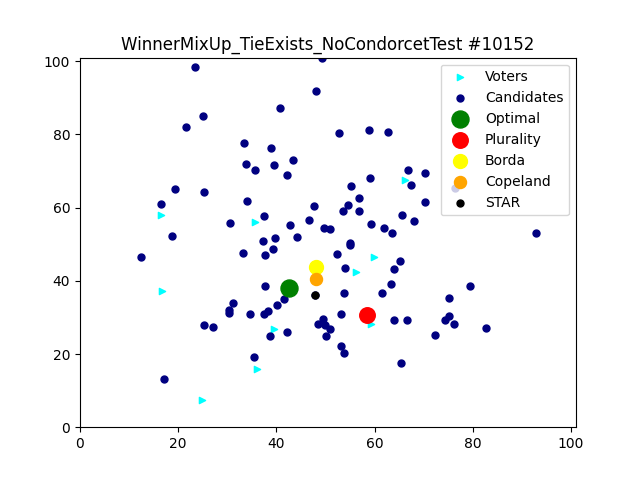 WinnerMixUp_TieExists_NoCondorcetTest #10152
100
80
60
40
20
0
0 20 40 60 80 100
Voters
Candidates
Optimal
Plurality
Borda
Copeland
STAR